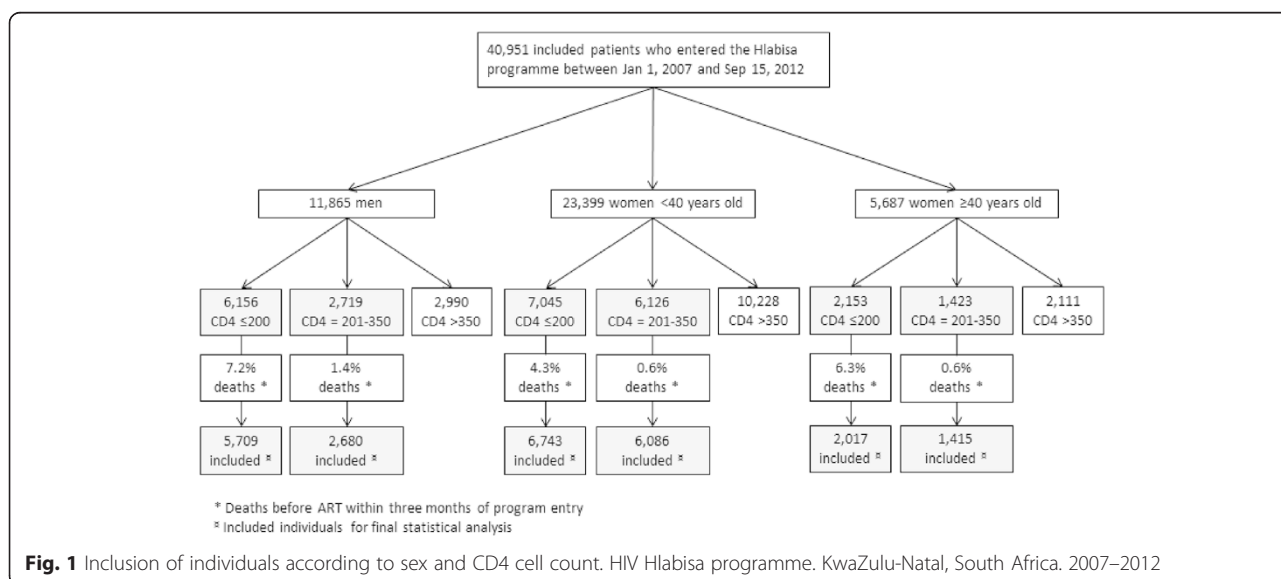 40,951 included patients who entered the Hlabisa
programme between Jan 1, 2007 and Sep 15, 2012
11,865 men
23,399 women <40 years old
5,687 women ≥40 years old
6,156
CD4 ≤200
2,719
CD4 = 201-350
2,990
CD4 >350
7,045
CD4 ≤200
6,126
CD4 = 201-350
10,228
CD4 >350
2,153
CD4 ≤200
1,423
CD4 = 201-350
2,111
CD4 >350
7.2%
deaths *
1.4%
deaths *
4.3%
deaths *
0.6%
deaths *
6.3%
deaths *
0.6%
deaths *
5,709
included ¤
2,680
included ¤
6,743
included ¤
6,086
included ¤
2,017
included ¤
1,415
included ¤
* Deaths before ART within three months of program entry
¤ Included individuals for final statistical analysis
Fig. 1 Inclusion of individuals according to sex and CD4 cell count. HIV Hlabisa programme. KwaZulu-Natal, South Africa. 2007–2012